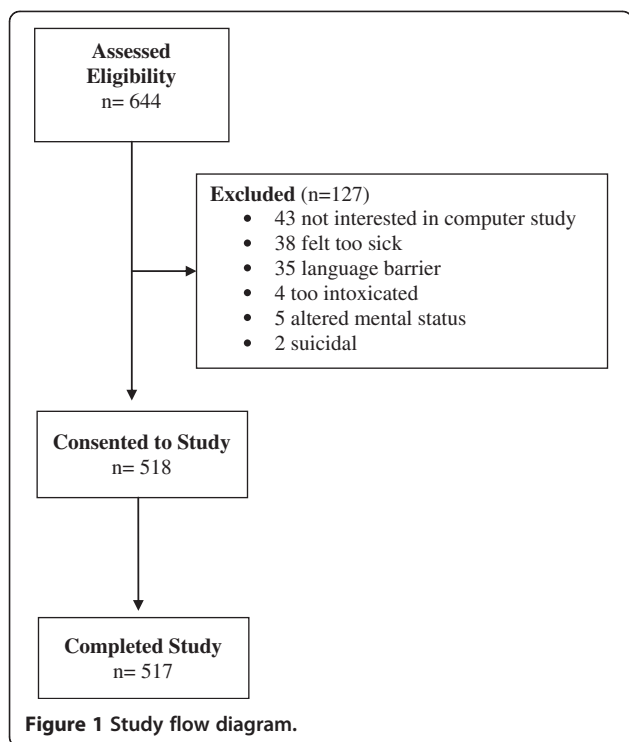 Assessed
Eligibility
n= 644
Excluded (n=127)
• 43 not interested in computer study
• 38 felt too sick
• 35 language barrier
• 4 too intoxicated
• 5 altered mental status
• 2 suicidal
Consented to Study
n= 518
Completed Study
n= 517
Figure 1 Study flow diagram.